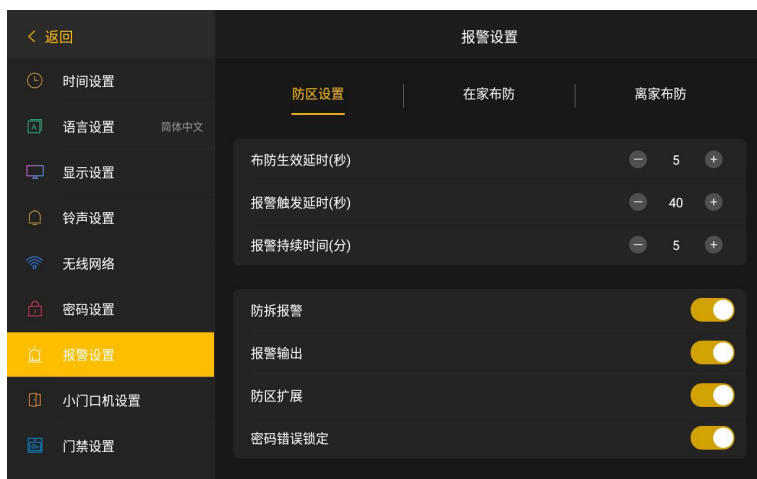 返回
时间设置
语言设置 简体中文
显示设置
铃声设置
无线网络
密码设置
报警设置
小门口机设置
门禁设置
报警设置
防区设置 在家布防 离家布防
布防生效延时(秒) － 5 +
报警触发延时(秒) － 40 +
报警持续时间(分) － 5 +
防拆报警
报警输出
防区扩展
密码错误锁定